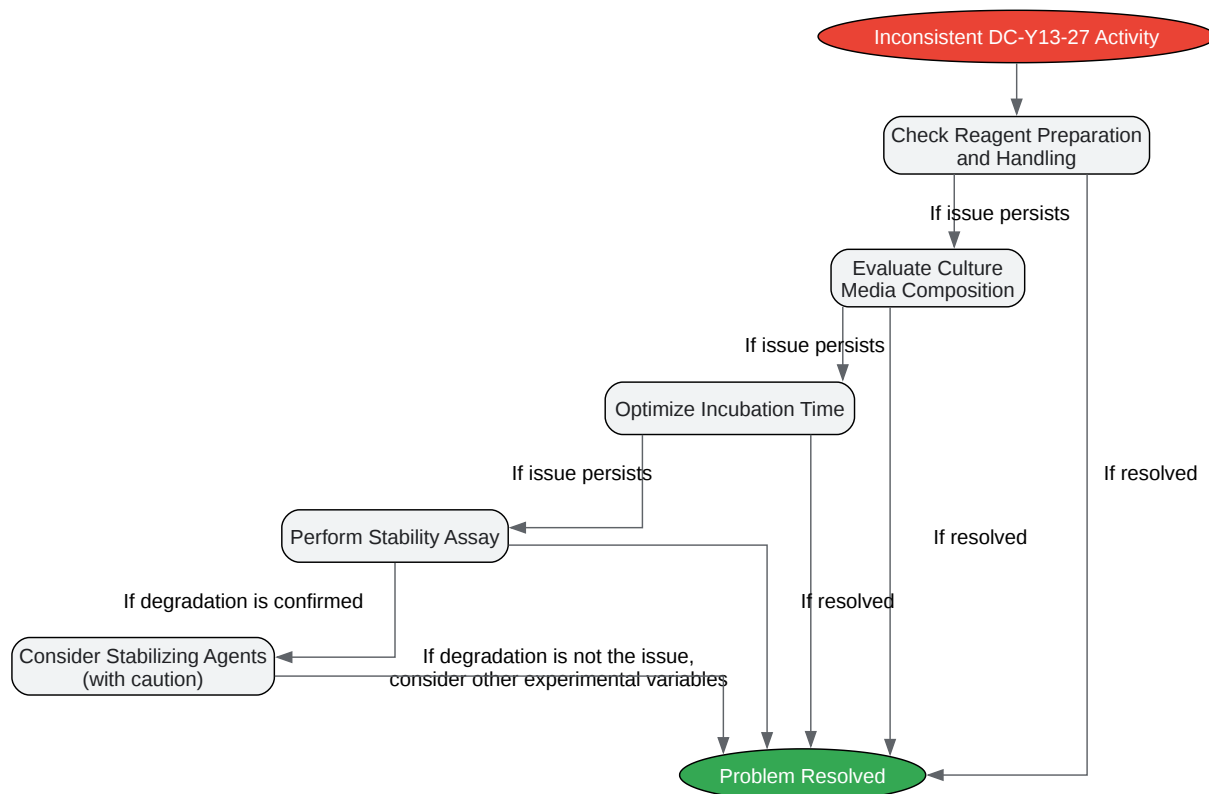 Inconsistent DC-Y13-27 Activity
Check Reagent Preparation
and Handling
If issue persists
Evaluate Culture
Media Composition
If issue persists
Optimize Incubation Time
If issue persists
If resolved
Perform Stability Assay
If resolved
If degradation is confirmed
If resolved
Consider Stabilizing Agents
(with caution)
If degradation is not the issue,
consider other experimental variables
Problem Resolved